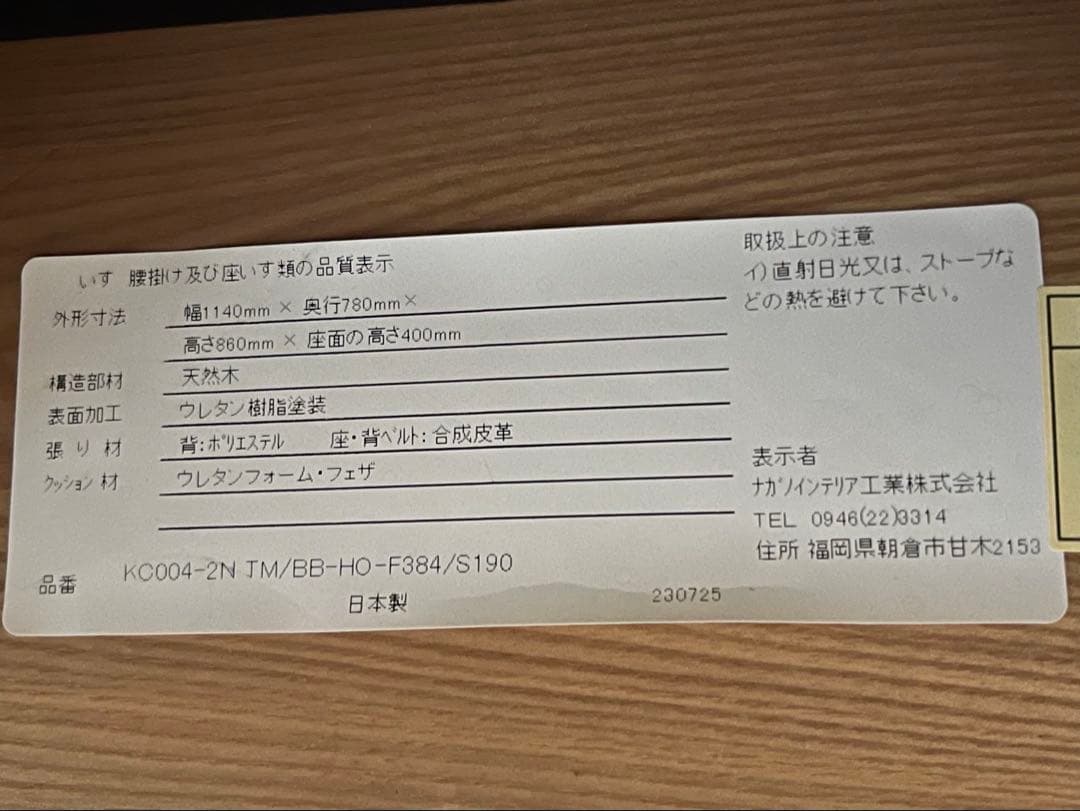 いす 腰掛け及び座いす類の品質表示
外形寸法 幅1140mm × 奥行780mm×
高さ860mm × 座面の高さ400mm
構造部材 天然木
表面加工 ウレタン樹脂塗装
張り材 背:ポリエステル 座・背ベルト:合成皮革
クッション材 ウレタンフォーム・フェザ
品番 KC004-2N JM/BB-HO-F384/S190
日本製
230725
取扱上の注意
イ)直射日光又は、ストーブな
どの熱を避けて下さい。
表示者
ナガノインテリア工業株式会社
TEL 0946(22)3314
住所 福岡県朝倉市甘木2153